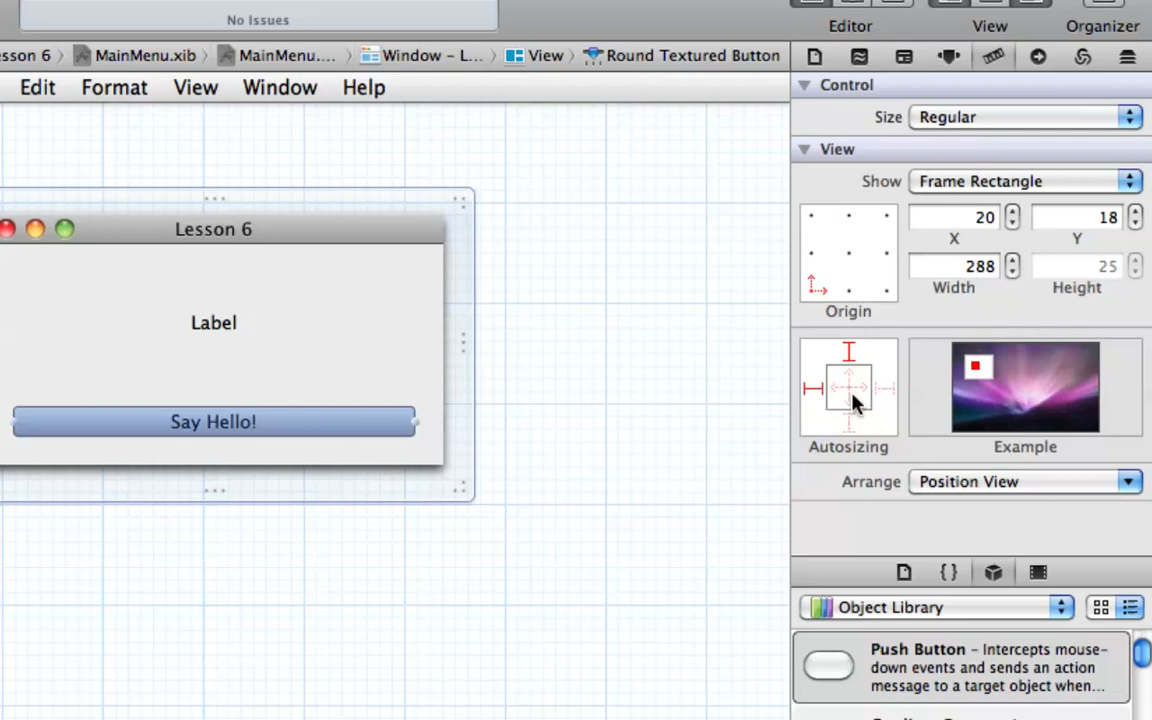 No Issues
Editor
View
Organizer
esson 6
MainMenu.xib
MainMenu....
Window – L...
View
Round Textured Button
Edit
Format
View
Window
Help
Control
Size
Regular
View
Show
Frame Rectangle
20
18
X
Y
288
25
Width
Height
Origin
Lesson 6
Label
Say Hello!
Autosizing
Example
Arrange
Position View
{ }
Object Library
Push Button – Intercepts mouse-
down events and sends an action
message to a target object when...